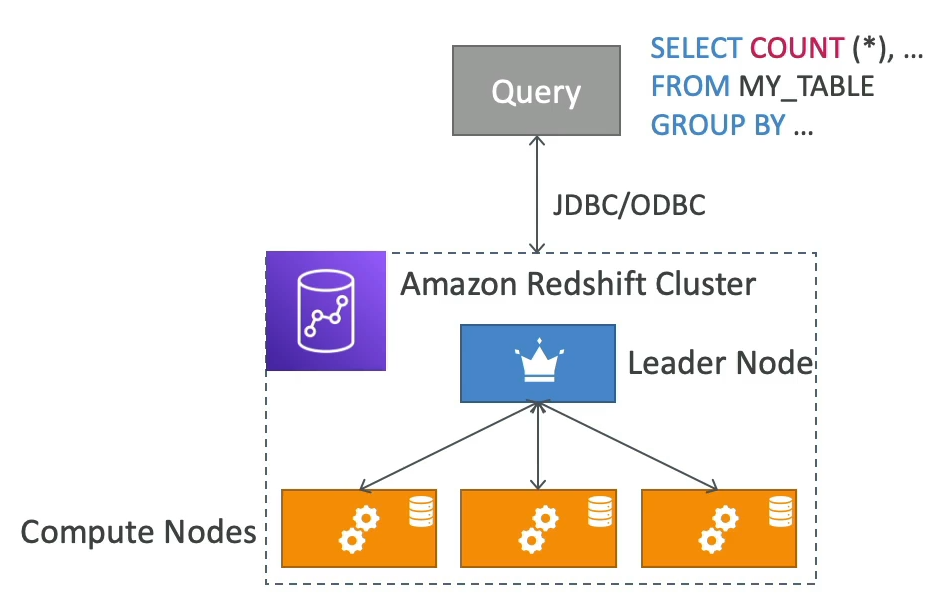 Query
SELECT COUNT (*), ...
FROM MY_TABLE
GROUP BY ...
JDBC/ODBC
Amazon Redshift Cluster
Leader Node
Compute Nodes